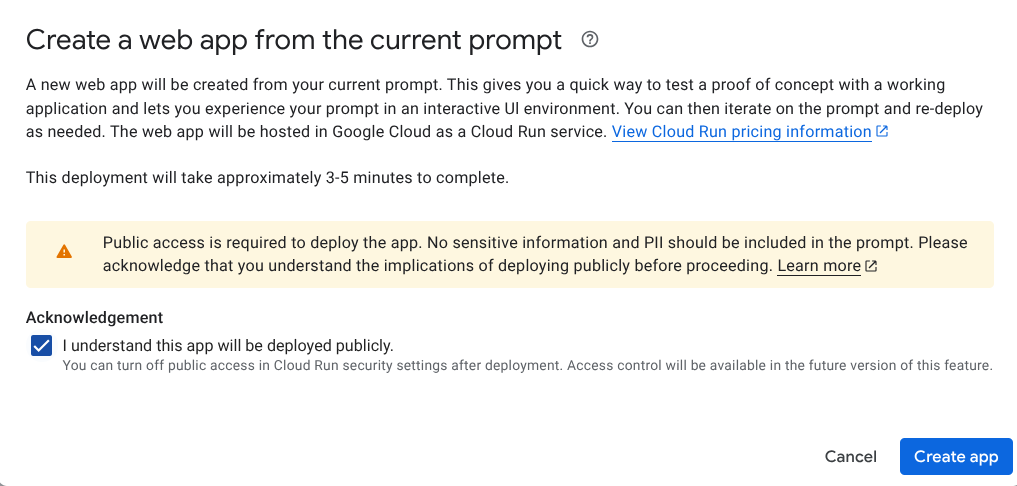 Create a web app from the current prompt
A new web app will be created from your current prompt. This gives you a quick way to test a proof of concept with a working
application and lets you experience your prompt in an interactive UI environment. You can then iterate on the prompt and re-deploy
as needed. The web app will be hosted in Google Cloud as a Cloud Run service. View Cloud Run pricing information
This deployment will take approximately 3-5 minutes to complete.
Public access is required to deploy the app. No sensitive information and PII should be included in the prompt. Please
acknowledge that you understand the implications of deploying publicly before proceeding. Learn more
Acknowledgement
I understand this app will be deployed publicly.
You can turn off public access in Cloud Run security settings after deployment. Access control will be available in the future version of this feature.
Cancel Create app